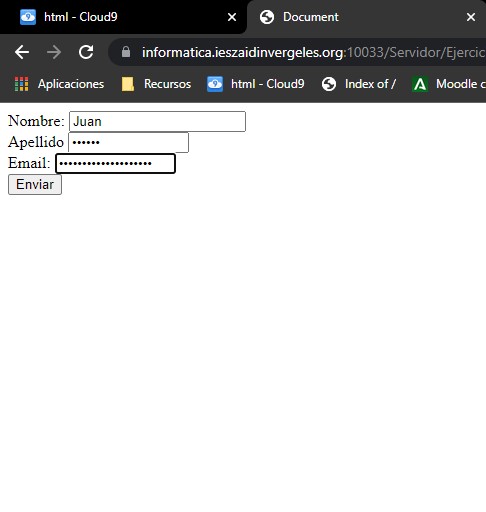 html - Cloud9
Document
informatica.ieszaidinvergeles.org:10033/Servidor/Ejercic
Aplicaciones
Recursos
html - Cloud9
Index of /
Moodle c
Nombre: Juan
Apellido ••••••
Email: ••••••••••••••••••••
Enviar